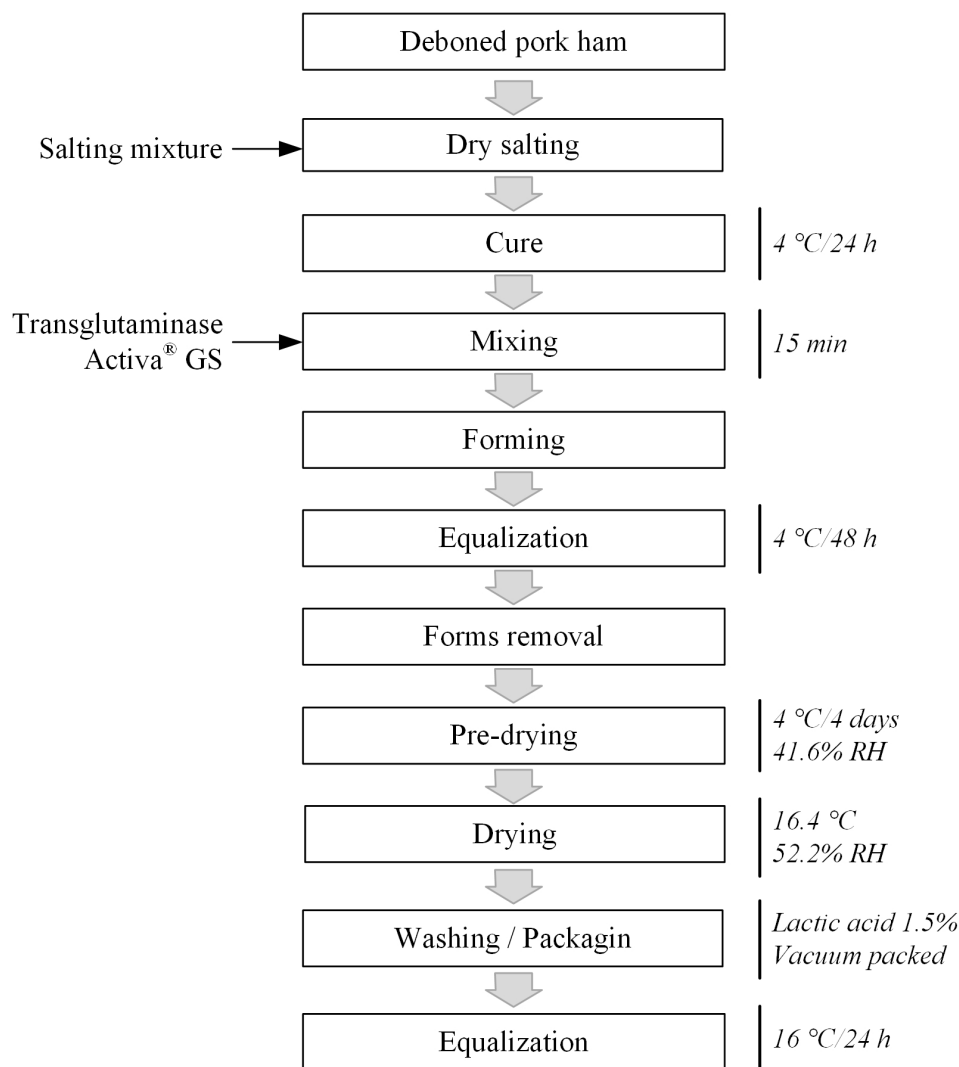 Deboned pork ham
Salting mixture
Dry salting
Cure
4 °C/24 h
Transglutaminase
Activa® GS
Mixing
15 min
Forming
Equalization
4 °C/48 h
Forms removal
Pre-drying
4 °C/4 days
41.6% RH
Drying
16.4 °C
52.2% RH
Washing / Packagin
Lactic acid 1.5%
Vacuum packed
Equalization
16 °C/24 h